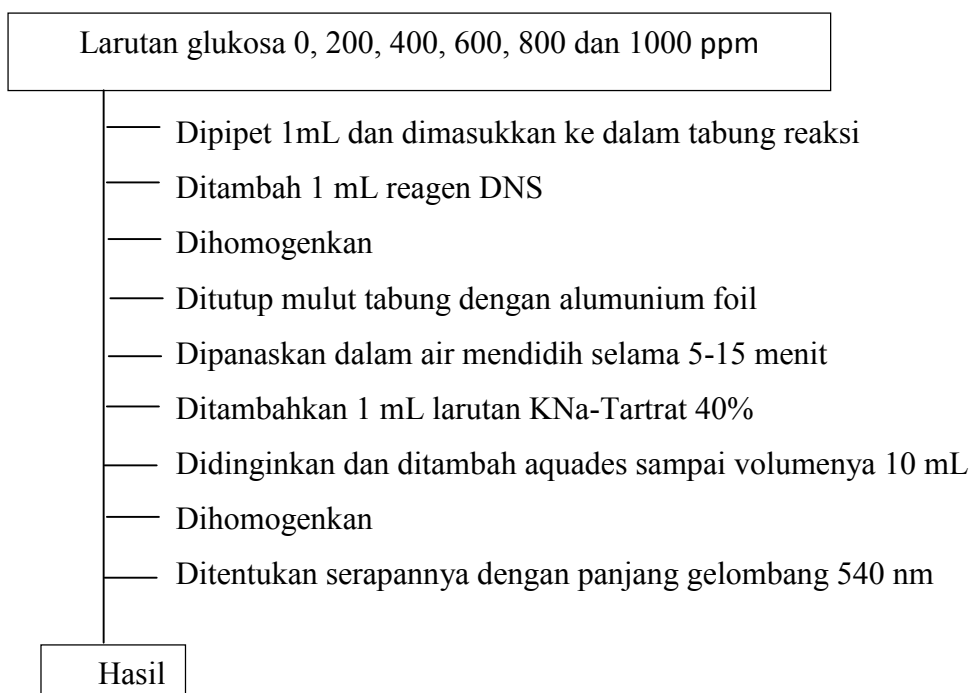 Larutan glukosa 0, 200, 400, 600, 800 dan 1000 ppm
Dipipet 1mL dan dimasukkan ke dalam tabung reaksi
Ditambah 1 mL reagen DNS
Dihomogenkan
Ditutup mulut tabung dengan alumunium foil
Dipanaskan dalam air mendidih selama 5-15 menit
Ditambahkan 1 mL larutan KNa-Tartrat 40%
Didinginkan dan ditambah aquades sampai volumenya 10 mL
Dihomogenkan
Ditentukan serapannya dengan panjang gelombang 540 nm
Hasil